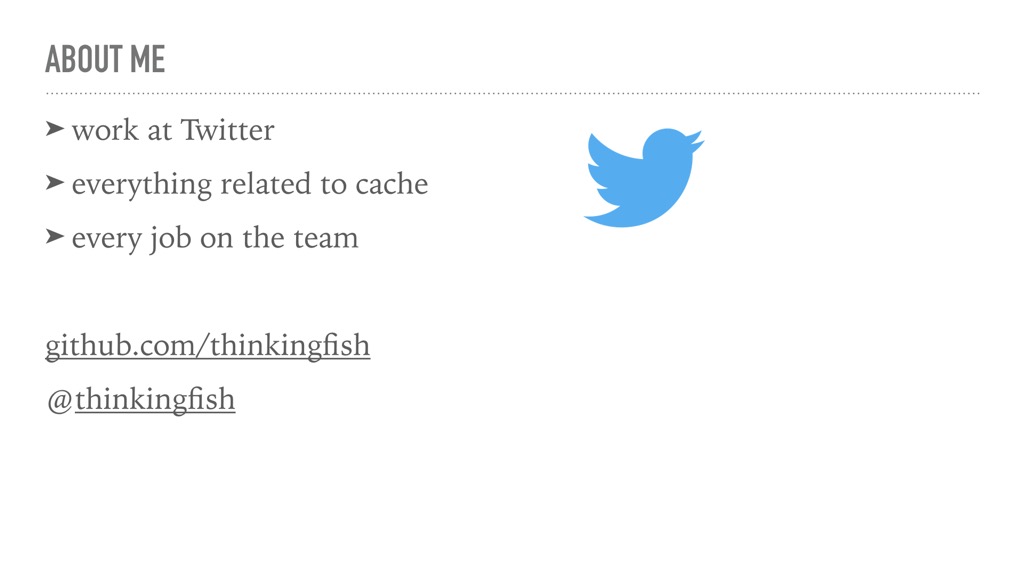 ABOUT ME
➤ work at Twitter
➤ everything related to cache
➤ every job on the team
github.com/thinkingfish
@thinkingfish